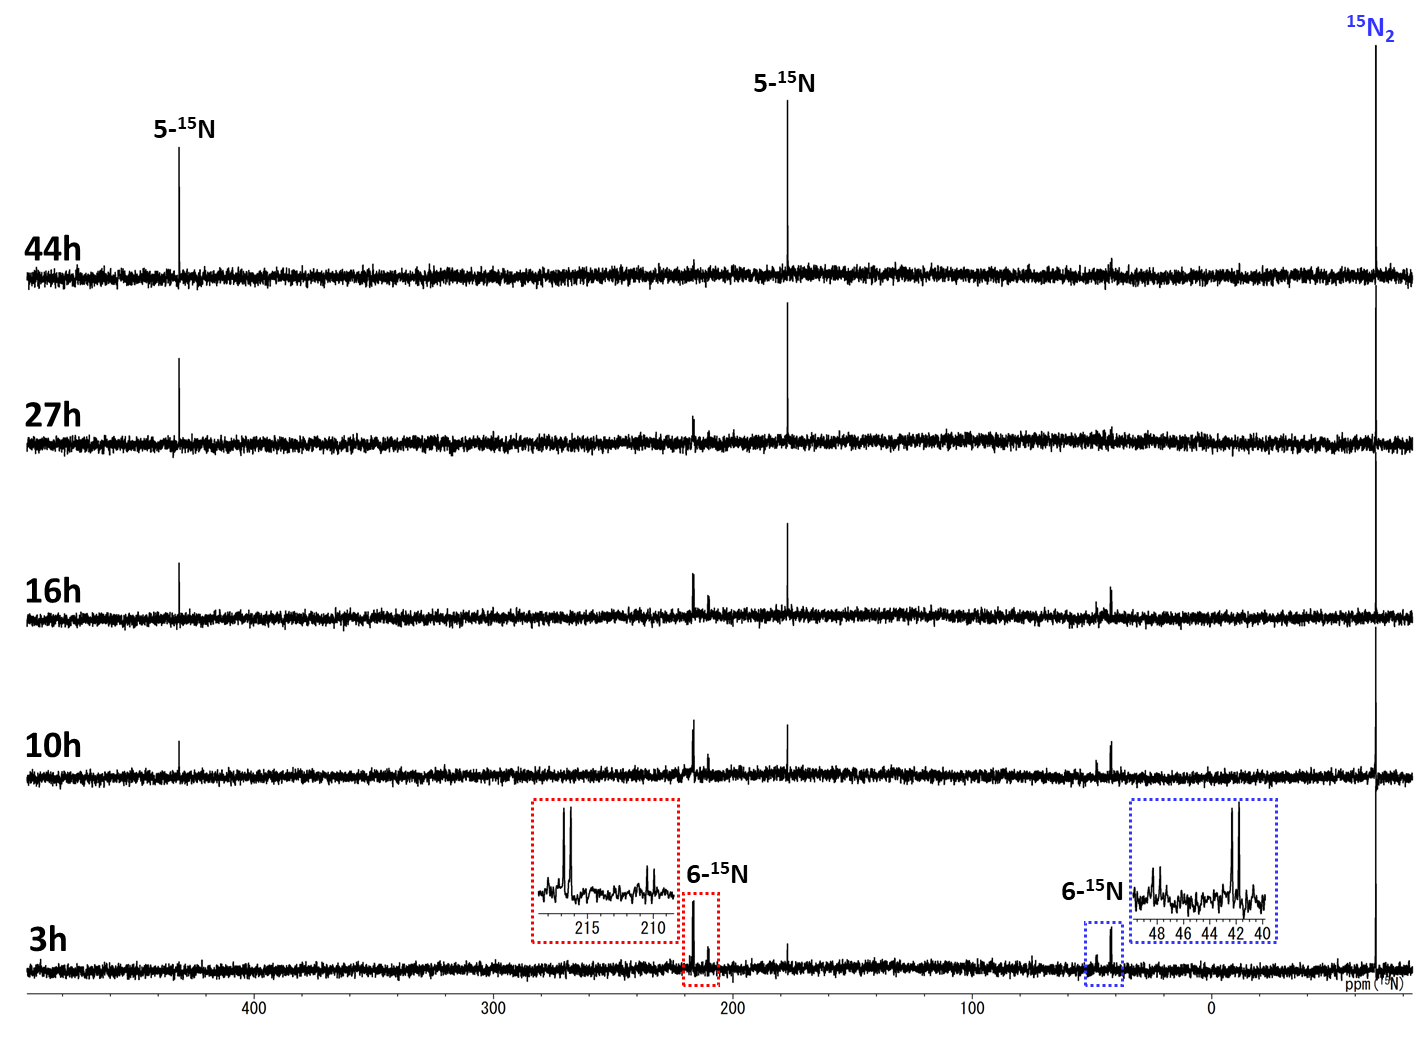 ¹⁵N₂
5-¹⁵N
5-¹⁵N
44h
27h
16h
10h
215 210
6-¹⁵N
6-¹⁵N
48 46 44 42 40
3h
ppm(¹⁵N)
400 300 200 100 0